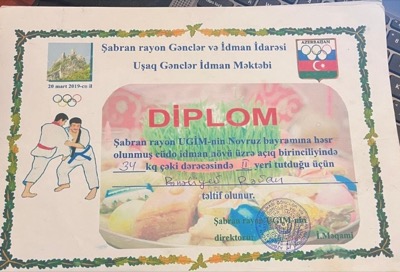 Şabran rayon Gənclər və İdman İdarəsi
Uşaq Gənclər İdman Məktəbi
AZERBAIJAN
20 mart 2019-cu il
DİPLOM
Şabran rayon UGİM-nin Novruz bayramına həsr
olunmuş cüdo idman növü üzrə açıq birinciliyində
34 kq çəki dərəcəsində II yeri tutduğu üçün
təltif olunur.
Şabran rayon UGİM-nin
direktoru: